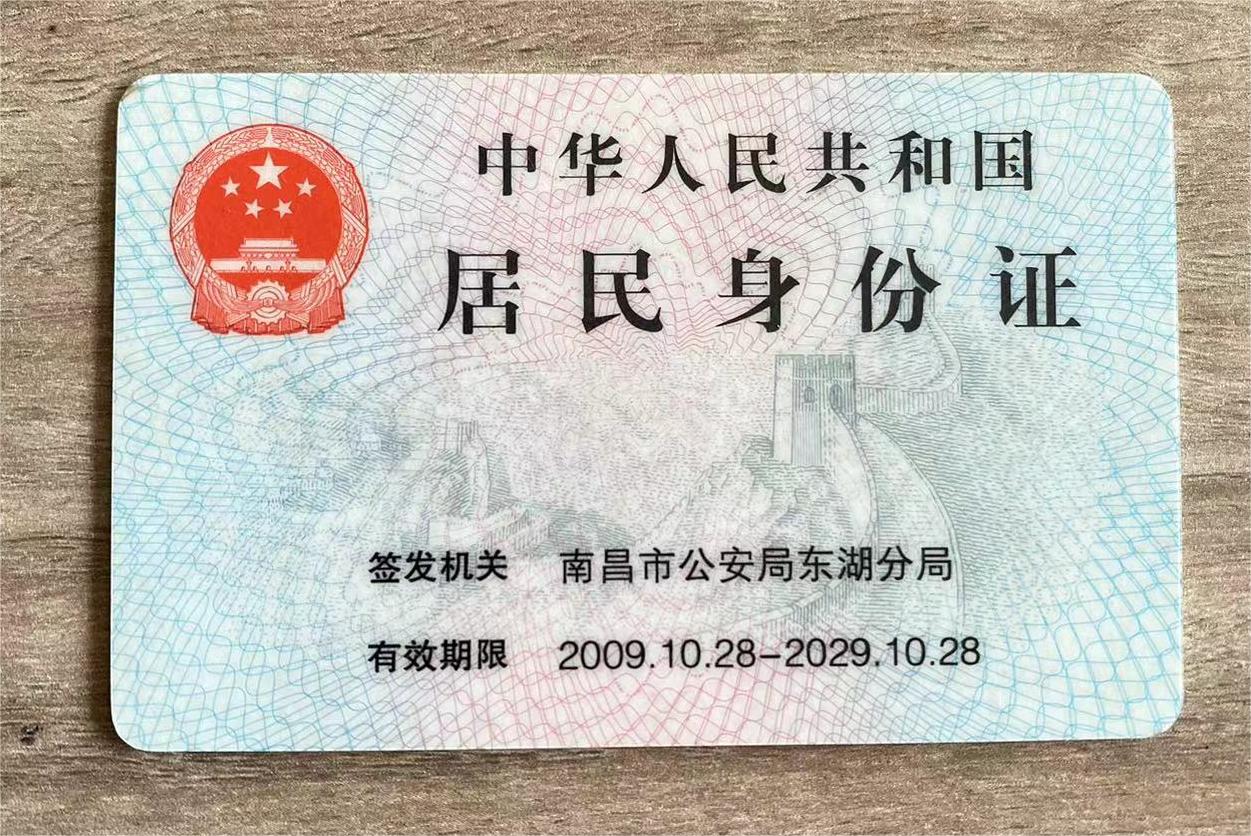 中华人民共和国
居民身份证
签发机关 南昌市公安局东湖分局
有效期限 2009.10.28-2029.10.28